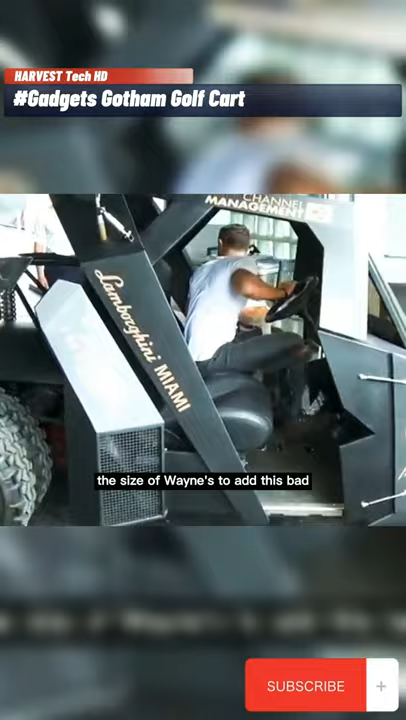 HARVEST Tech HD
#Gadgets Gotham Golf Cart
CHANNEL
MANAGEMENT
Lamborghini MIAMI
the size of Wayne's to add this bad
SUBSCRIBE +